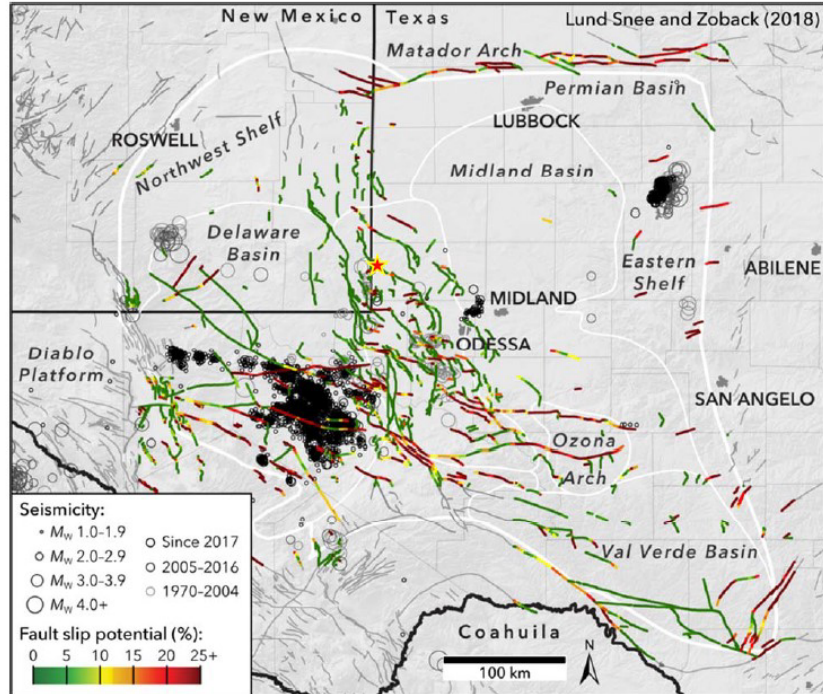 New Mexico
Texas
Lund Snee and Zoback (2018)
Matador Arch
Permian Basin
LUBBOCK
ROSWELL
Northwest Shelf
Midland Basin
Delaware
Basin
Eastern
Shelf
ABILENE
MIDLAND
ODESSA
Diablo
Platform
SAN ANGELO
Ozona
Arch
Val Verde Basin
Coahuila
100 km
N
Seismicity:
Mw 1.0-1.9
Mw 2.0-2.9
Mw 3.0-3.9
Mw 4.0+
Since 2017
2005-2016
1970-2004
Fault slip potential (%):
0 5 10 15 20 25+